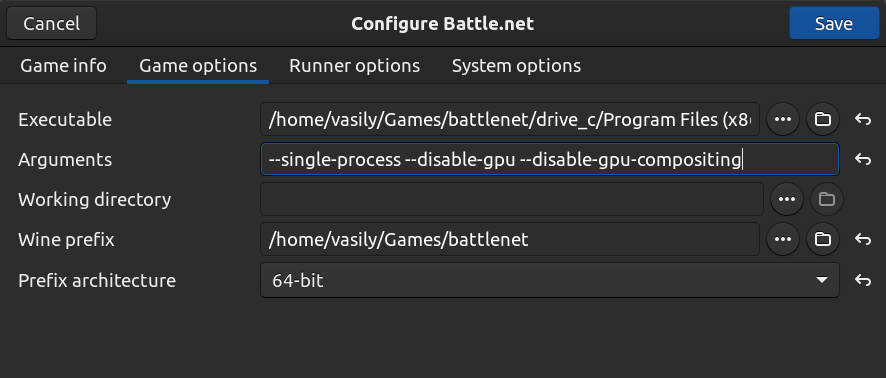 Cancel Configure Battle.net Save
Game info Game options Runner options System options
Executable /home/vasily/Games/battlenet/drive_c/Program Files (x8
Arguments --single-process --disable-gpu --disable-gpu-compositing
Working directory
Wine prefix /home/vasily/Games/battlenet
Prefix architecture 64-bit